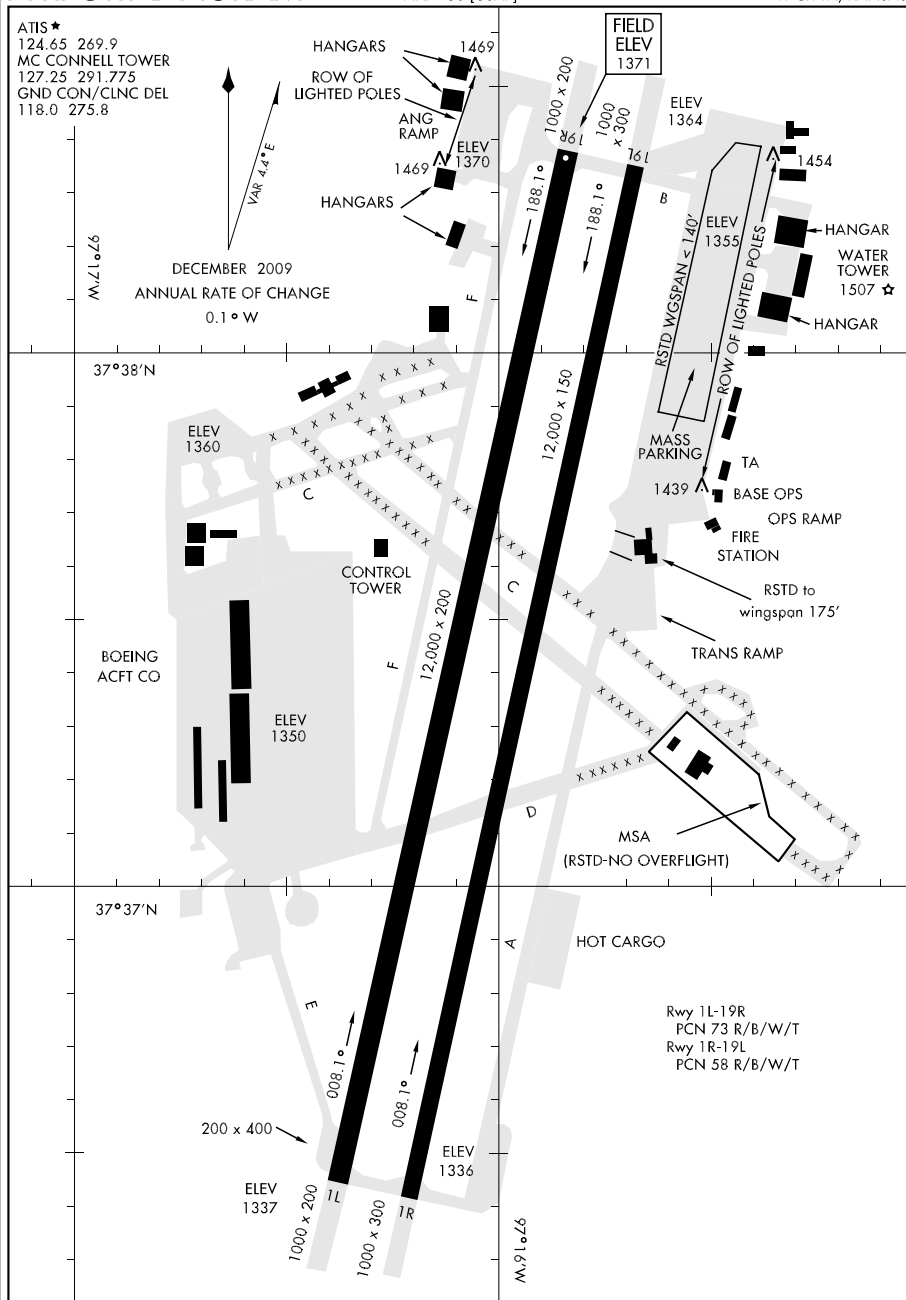 ATIS ★
124.65 269.9
MC CONNELL TOWER
127.25 291.775
GND CON/CLNC DEL
118.0 275.8
VAR 4.4° E
DECEMBER 2009
ANNUAL RATE OF CHANGE
0.1° W
97°17'W
HANGARS
1469
ROW OF
LIGHTED POLES
ANG
RAMP
ELEV
1370
1469
HANGARS
FIELD
ELEV
1371
1000 x 200
1000
x 300
19R
19L
188.1°
188.1°
ELEV
1364
B
1454
ELEV
1355
RSTD WGSPAN < 140'
ROW OF LIGHTED POLES
HANGAR
WATER
TOWER
1507
HANGAR
F
37°38'N
12,000 x 150
ELEV
1360
MASS
PARKING
C
TA
1439
BASE OPS
OPS RAMP
FIRE
STATION
CONTROL
TOWER
C
RSTD to
wingspan 175'
TRANS RAMP
12,000 x 200
F
BOEING
ACFT CO
ELEV
1350
D
MSA
(RSTD-NO OVERFLIGHT)
37°37'N
A
HOT CARGO
E
Rwy 1L-19R
PCN 73 R/B/W/T
Rwy 1R-19L
PCN 58 R/B/W/T
008.1°
008.1°
200 x 400
ELEV
1336
ELEV
1337
1L
1R
1000 x 200
1000 x 300
97°16'W